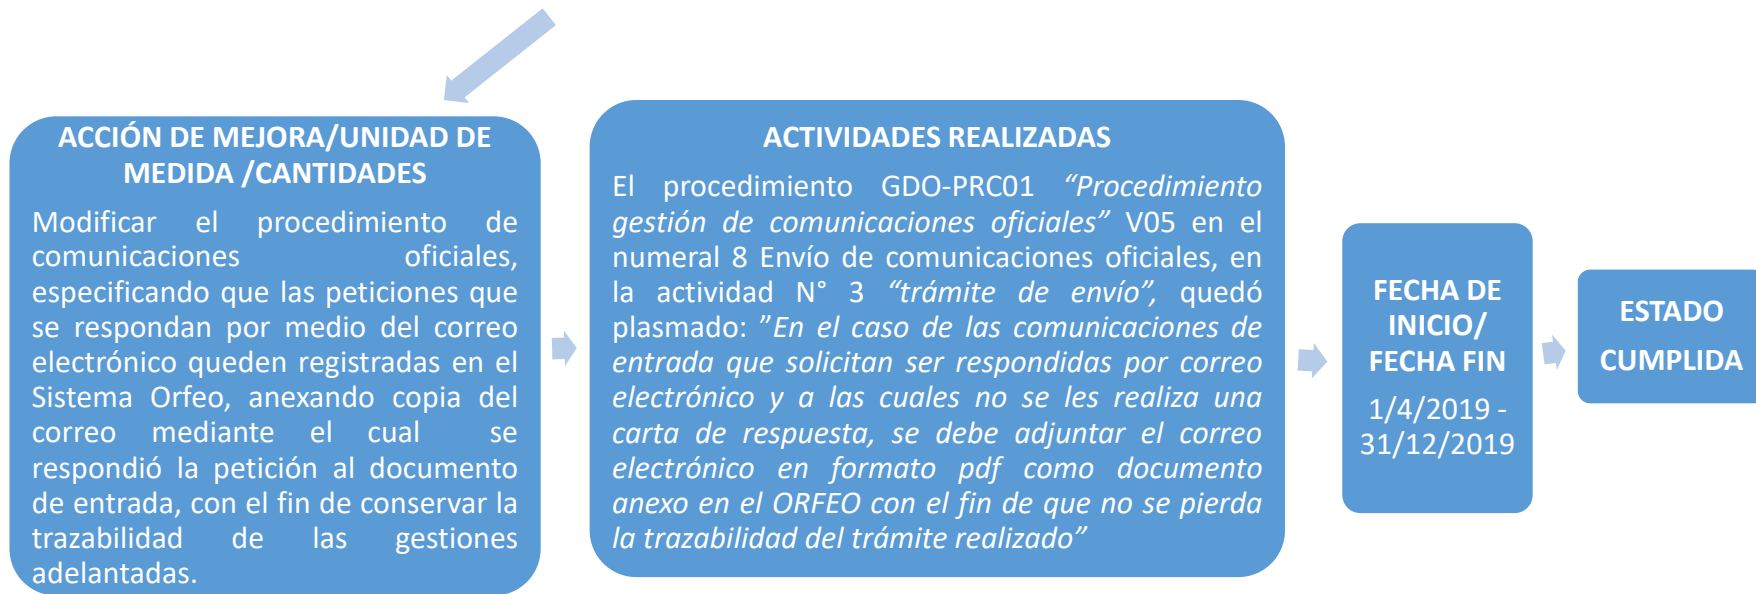 ACCIÓN DE MEJORA/UNIDAD DE
MEDIDA /CANTIDADES
Modificar el procedimiento de
comunicaciones oficiales,
especificando que las peticiones que
se respondan por medio del correo
electrónico queden registradas en el
Sistema Orfeo, anexando copia del
correo mediante el cual se
respondió la petición al documento
de entrada, con el fin de conservar la
trazabilidad de las gestiones
adelantadas.
ACTIVIDADES REALIZADAS
El procedimiento GDO-PRC01 “Procedimiento
gestión de comunicaciones oficiales” V05 en el
numeral 8 Envío de comunicaciones oficiales, en
la actividad N° 3 “trámite de envío”, quedó
plasmado: ”En el caso de las comunicaciones de
entrada que solicitan ser respondidas por correo
electrónico y a las cuales no se les realiza una
carta de respuesta, se debe adjuntar el correo
electrónico en formato pdf como documento
anexo en el ORFEO con el fin de que no se pierda
la trazabilidad del trámite realizado”
FECHA DE
INICIO/
FECHA FIN
1/4/2019 -
31/12/2019
ESTADO
CUMPLIDA